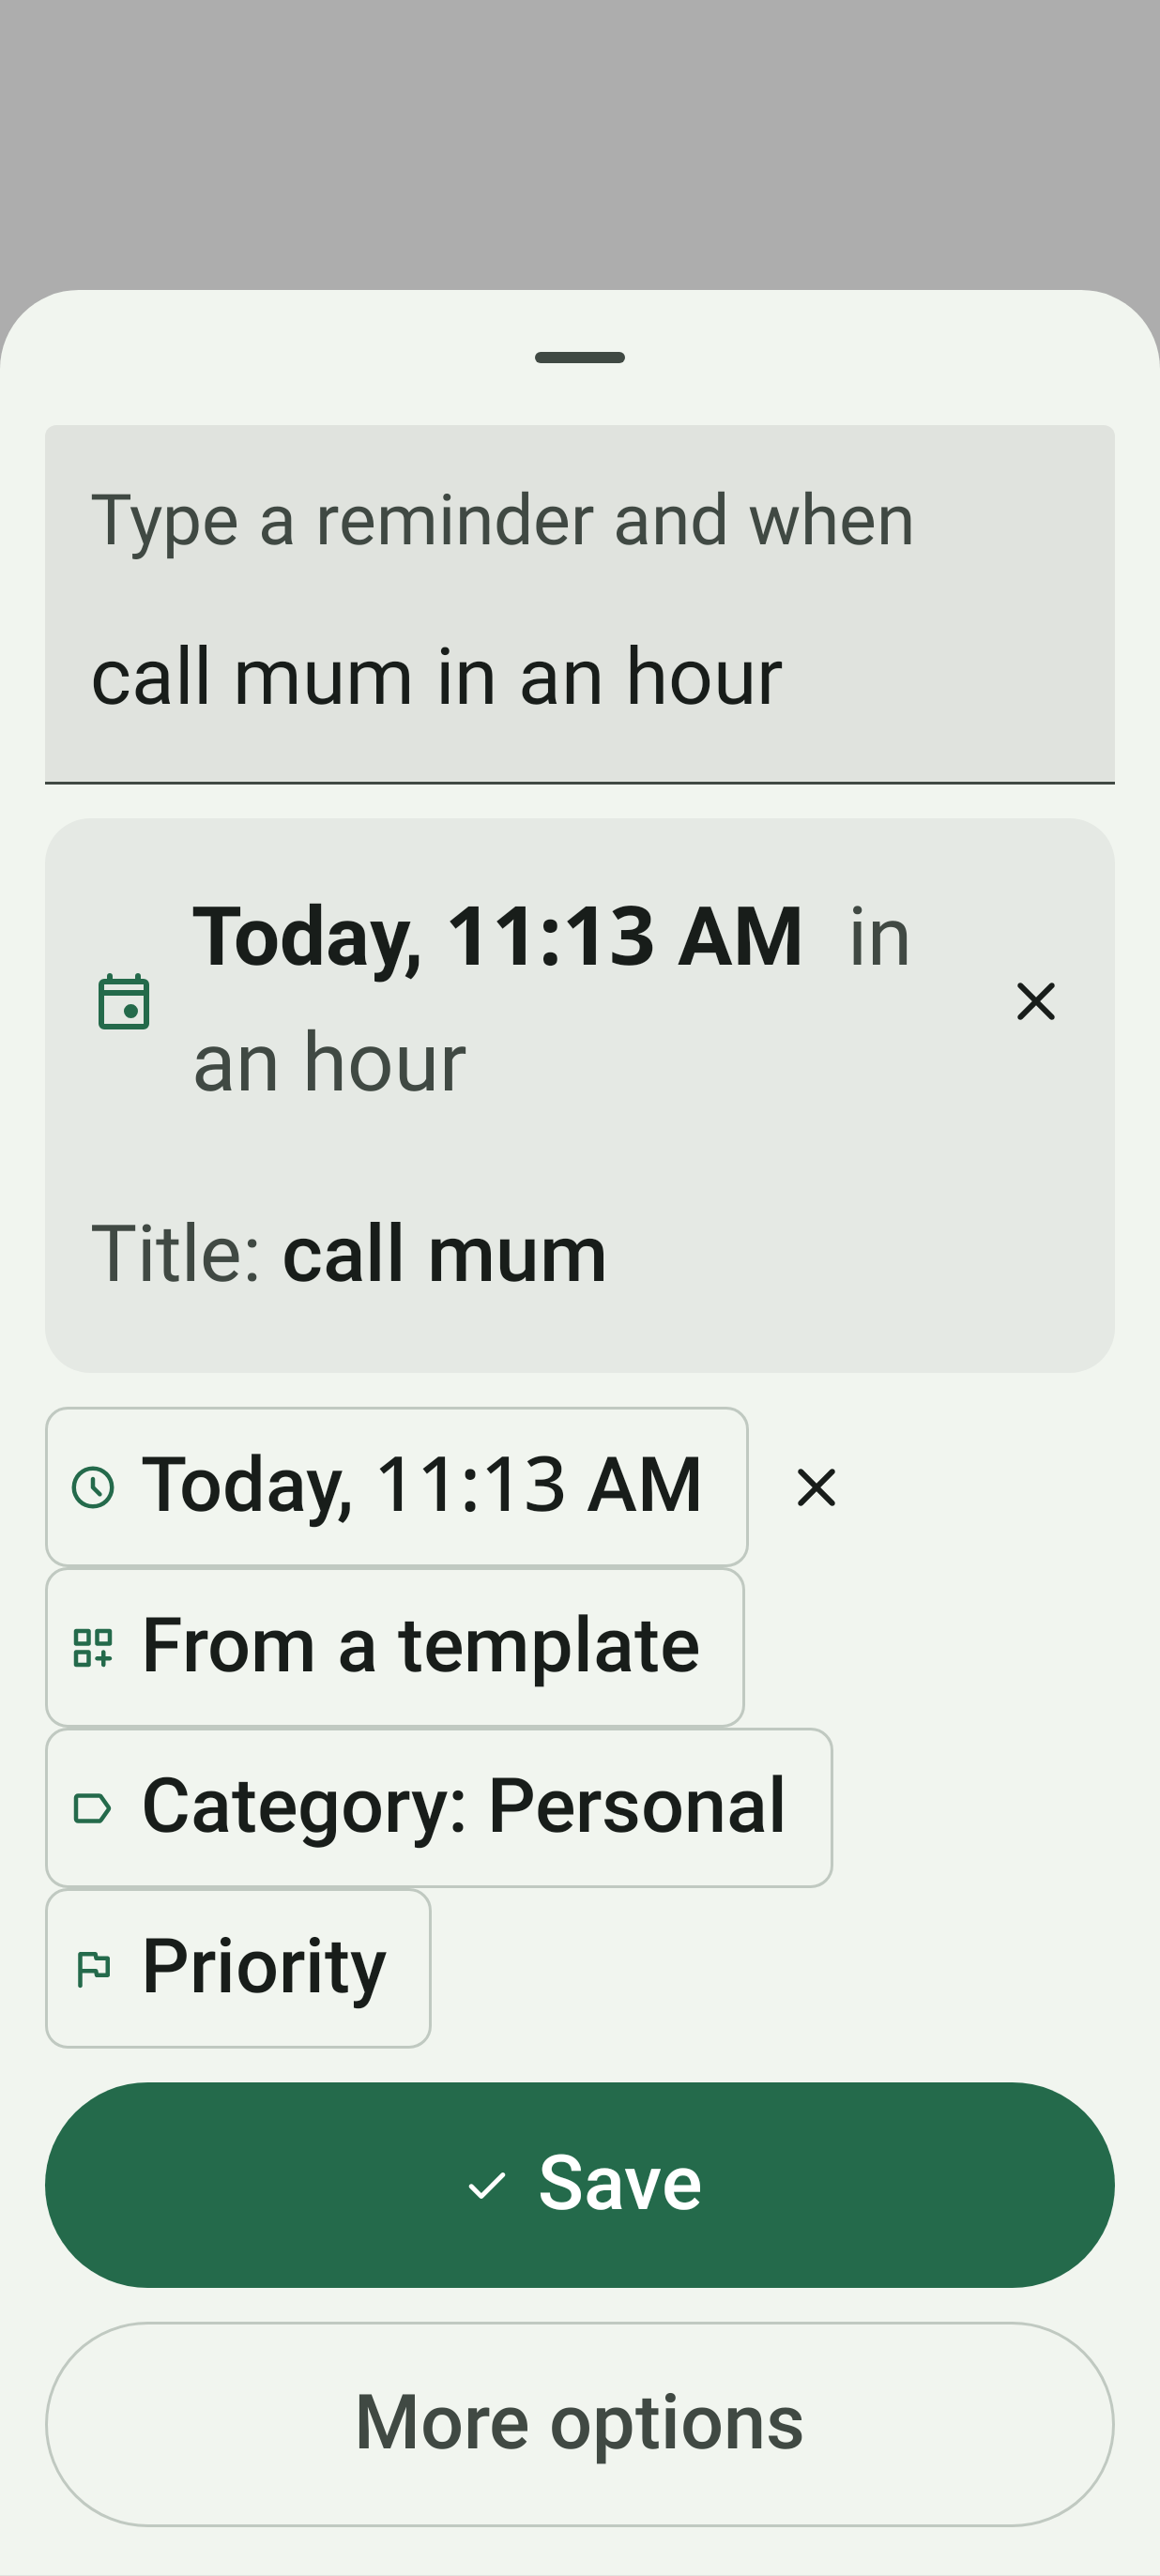 Type a reminder and when
call mum in an hour
Today, 11:13 AM in
an hour
Title: call mum
Today, 11:13 AM
From a template
Category: Personal
Priority
Save
More options